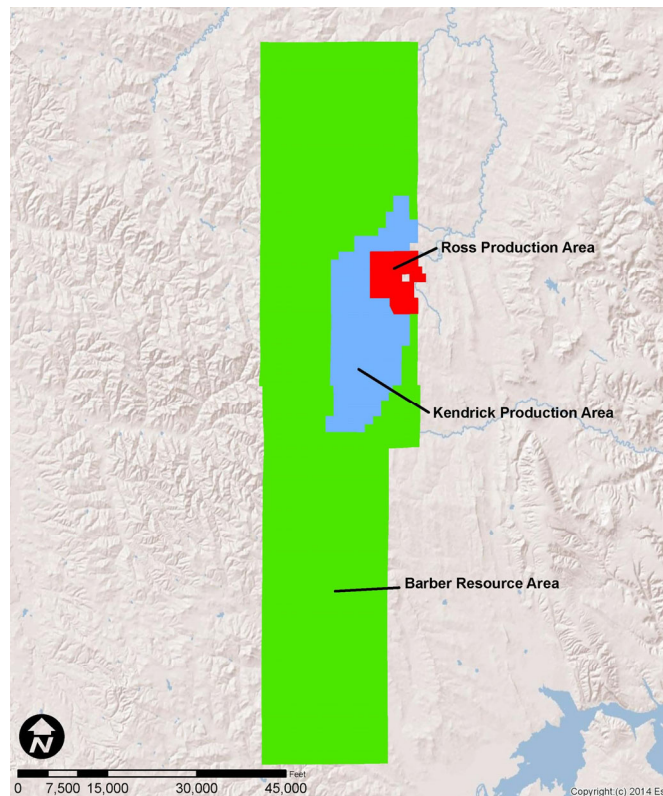 Ross Production Area
Kendrick Production Area
Barber Resource Area
N
Feet
0 7,500 15,000 30,000 45,000
Copyright (c) 2014 Es